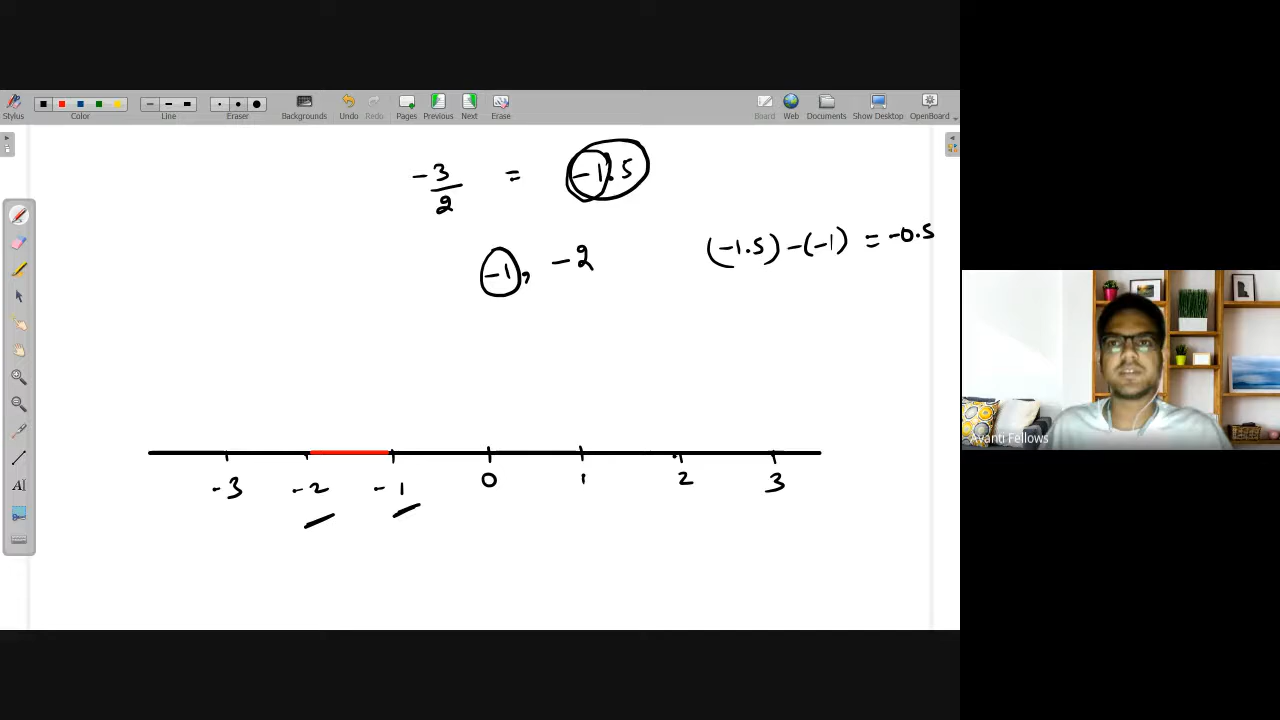 Stylus Color Line Eraser Backgrounds Undo Redo Pages Previous Next Erase Board Web Documents Show Desktop OpenBoard
-3/2 = -1.5
-1, -2
(-1.5) -(-1) = -0.5
Avanti Fellows
-3 -2 -1 0 1 2 3